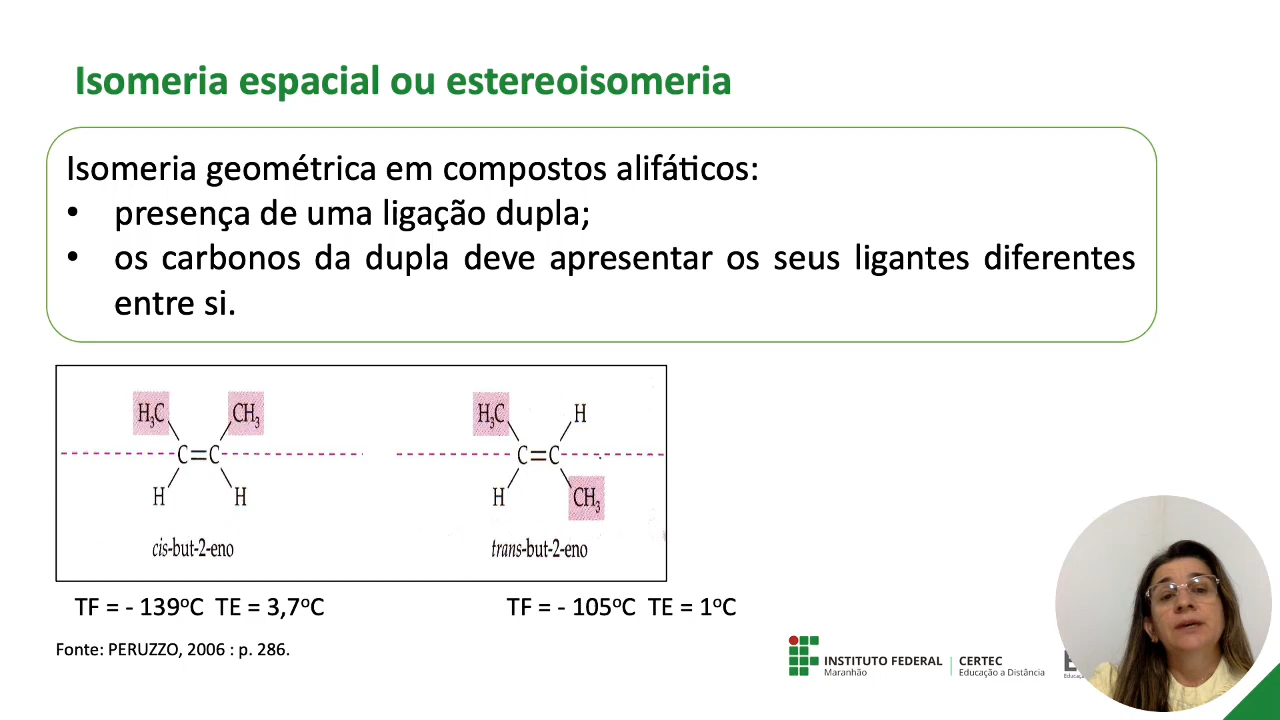 Isomeria espacial ou estereoisomeria
Isomeria geométrica em compostos alifáticos:
• presença de uma ligação dupla;
• os carbonos da dupla deve apresentar os seus ligantes diferentes
entre si.
H₃C CH₃
C=C
H H
cis-but-2-eno
H₃C H
C=C
H CH₃
trans-but-2-eno
TF = - 139ºC TE = 3,7ºC
TF = - 105ºC TE = 1ºC
Fonte: PERUZZO, 2006 : p. 286.
INSTITUTO FEDERAL
Maranhão
CERTEC
Educação a Distância